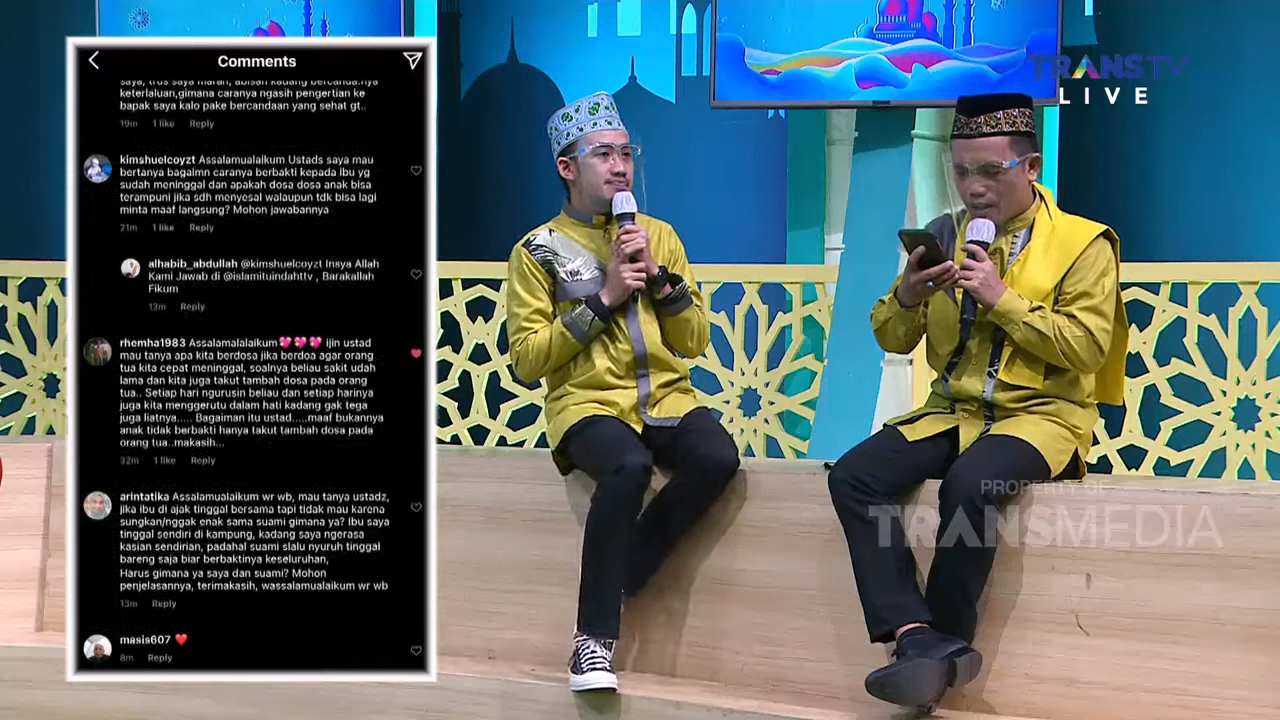 Comments
saya, trus saya marah, abisan kadang bercanda.nya
keterlaluan,gimana caranya ngasih pengertian ke
bapak saya kalo pake bercandaan yang sehat gt..
19m 1 like Reply
kimshuelcoyzt Assalamualaikum Ustads saya mau
bertanya bagaimn caranya berbakti kepada Ibu yg
sudah meninggal dan apakah dosa dosa anak bisa
terampuni jika sdh menyesal walaupun tdk bisa lagi
minta maaf langsung? Mohon jawabannya
21m 1 like Reply
alhabib_abdullah @kimshuelcoyzt Insya Allah
Kami Jawab di @islamituindahttv , Barakallah
Fikum
13m Reply
rhemha1983 Assalamalalaikum💖💖💖 ijin ustad
mau tanya apa kita berdosa jika berdoa agar orang
tua kita cepat meninggal, soalnya beliau sakit udah
lama dan kita juga takut tambah dosa pada orang
tua.. Setiap hari ngurusin beliau dan setiap harinya
juga kita menggerutu dalam hati kadang gak tega
juga liatnya..... Bagaiman itu ustad.....maaf bukannya
anak tidak berbakti hanya takut tambah dosa pada
orang tua..makasih...
32m 1 like Reply
arintatika Assalamualaikum wr wb, mau tanya ustadz,
jika ibu di ajak tinggal bersama tapi tidak mau karena
sungkan/nggak enak sama suami gimana ya? Ibu saya
tinggal sendiri di kampung, kadang saya ngerasa
kasian sendirian, padahal suami slalu nyuruh tinggal
bareng saja biar berbaktinya keseluruhan,
Harus gimana ya saya dan suami? Mohon
penjelasannya, terimakasih, wassalamualaikum wr wb
13m Reply
masis607 ❤️
8m Reply
TRANSTV
LIVE
PROPERTY OF
TRANSMEDIA